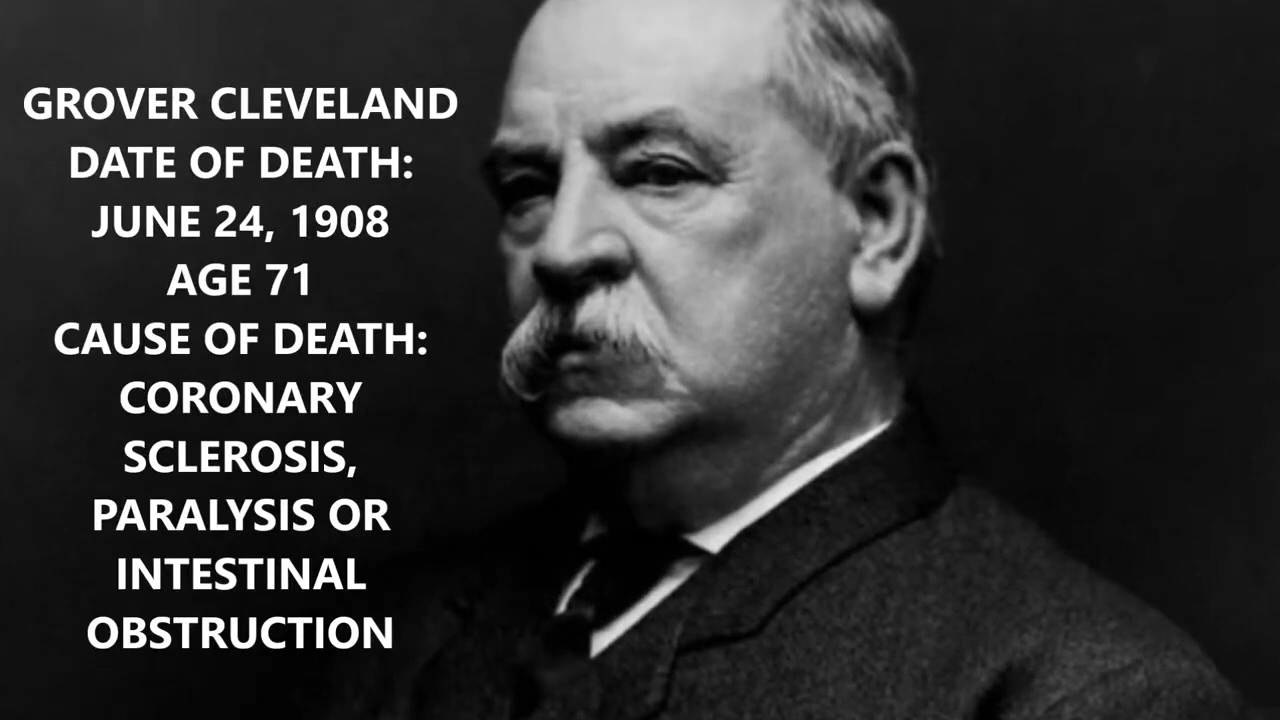 GROVER CLEVELAND
DATE OF DEATH:
JUNE 24, 1908
AGE 71
CAUSE OF DEATH:
CORONARY
SCLEROSIS,
PARALYSIS OR
INTESTINAL
OBSTRUCTION